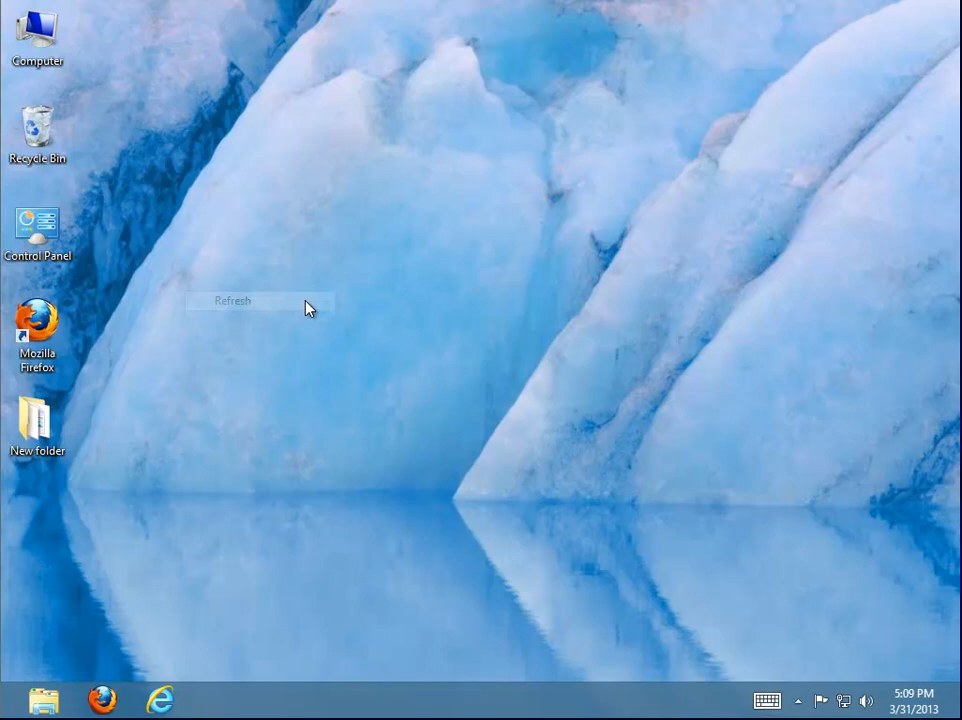 Computer
Recycle Bin
Control Panel
Refresh
Mozilla
Firefox
New folder
5:09 PM
3/31/2013